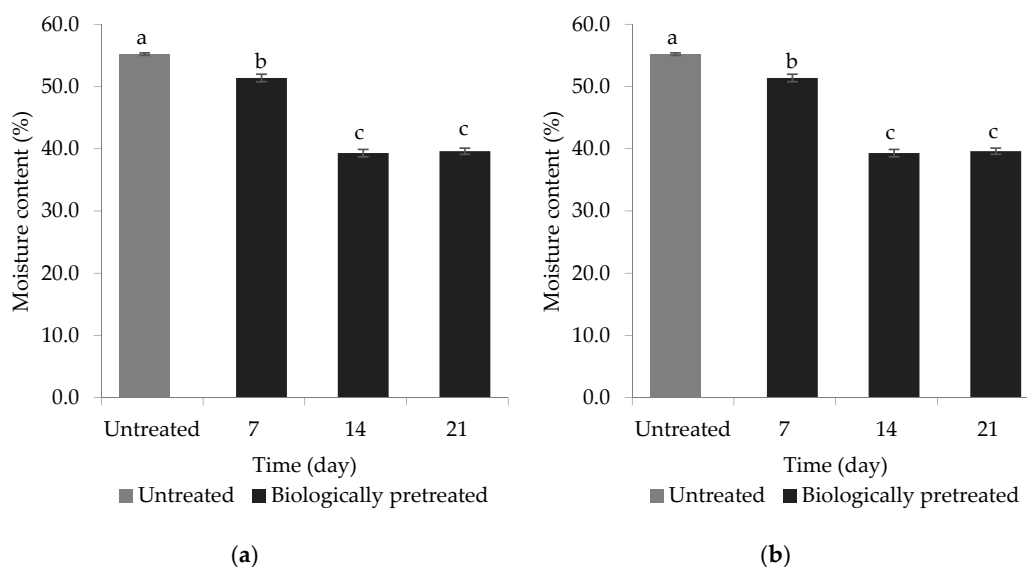 Moisture content (%)
60.0
50.0
40.0
30.0
20.0
10.0
0.0
a
b
c
c
Untreated 7 14 21
Time (day)
Untreated Biologically pretreated
(a)
Moisture content (%)
60.0
50.0
40.0
30.0
20.0
10.0
0.0
a
b
c
c
Untreated 7 14 21
Time (day)
Untreated Biologically pretreated
(b)